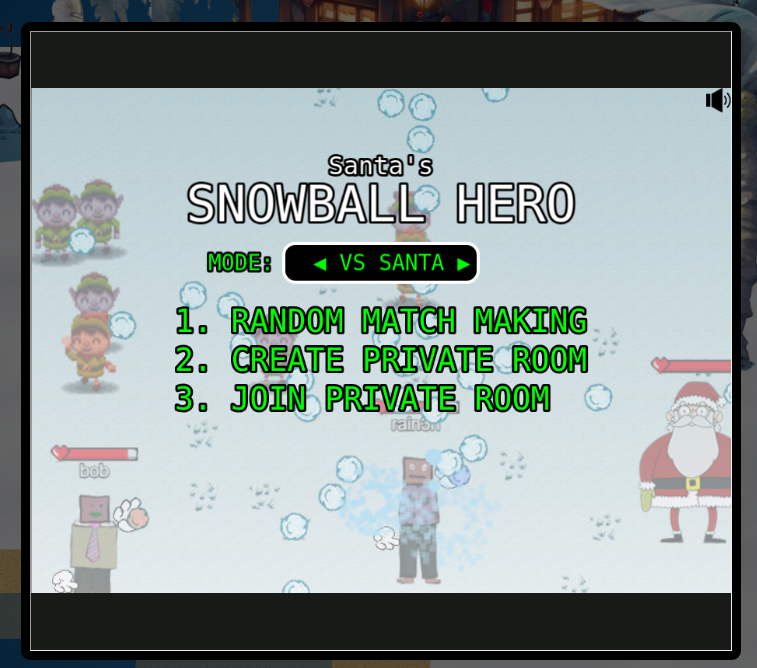 Santa's
SNOWBALL HERO
MODE: ◀ VS SANTA ▶
1. RANDOM MATCH MAKING
2. CREATE PRIVATE ROOM
3. JOIN PRIVATE ROOM
bob